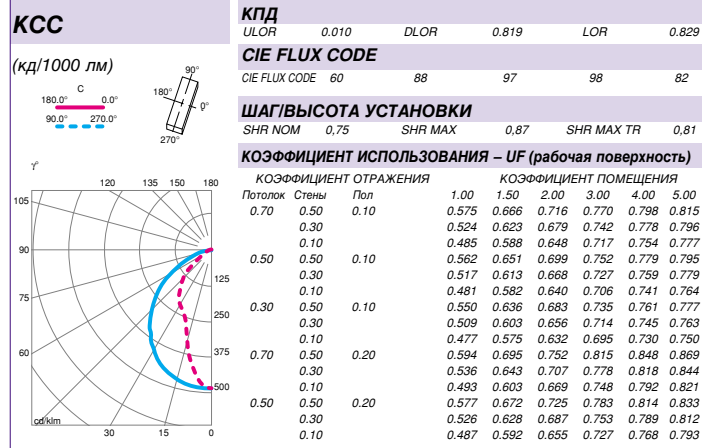 КСС
(кд/1000 лм)
C
180.0° 0.0°
90.0° 270.0°
90°
180°
0°
270°
γ°
120 135 150 180
105
90
75
60
125
250
375
500
cd/klm
30 15 0
КПД
ULOR 0.010 DLOR 0.819 LOR 0.829
CIE FLUX CODE
CIE FLUX CODE 60 88 97 98 82
ШАГ/ВЫСОТА УСТАНОВКИ
SHR NOM 0,75 SHR MAX 0,87 SHR MAX TR 0,81
КОЭФФИЦИЕНТ ИСПОЛЬЗОВАНИЯ – UF (рабочая поверхность)
КОЭФФИЦИЕНТ ОТРАЖЕНИЯ КОЭФФИЦИЕНТ ПОМЕЩЕНИЯ
Потолок Стены Пол 1.00 1.50 2.00 3.00 4.00 5.00
0.70 0.50 0.10 0.575 0.666 0.716 0.770 0.798 0.815
0.30 0.524 0.623 0.679 0.742 0.778 0.796
0.10 0.485 0.588 0.648 0.717 0.754 0.777
0.50 0.50 0.10 0.562 0.651 0.699 0.752 0.779 0.795
0.30 0.517 0.613 0.668 0.727 0.759 0.779
0.10 0.481 0.582 0.640 0.706 0.741 0.764
0.30 0.50 0.10 0.550 0.636 0.683 0.735 0.761 0.777
0.30 0.509 0.603 0.656 0.714 0.745 0.763
0.10 0.477 0.575 0.632 0.695 0.730 0.750
0.70 0.50 0.20 0.594 0.695 0.752 0.815 0.848 0.869
0.30 0.536 0.643 0.707 0.778 0.818 0.844
0.10 0.493 0.603 0.669 0.748 0.792 0.821
0.50 0.50 0.20 0.577 0.672 0.725 0.783 0.814 0.833
0.30 0.526 0.628 0.687 0.753 0.789 0.812
0.10 0.487 0.592 0.655 0.727 0.768 0.793